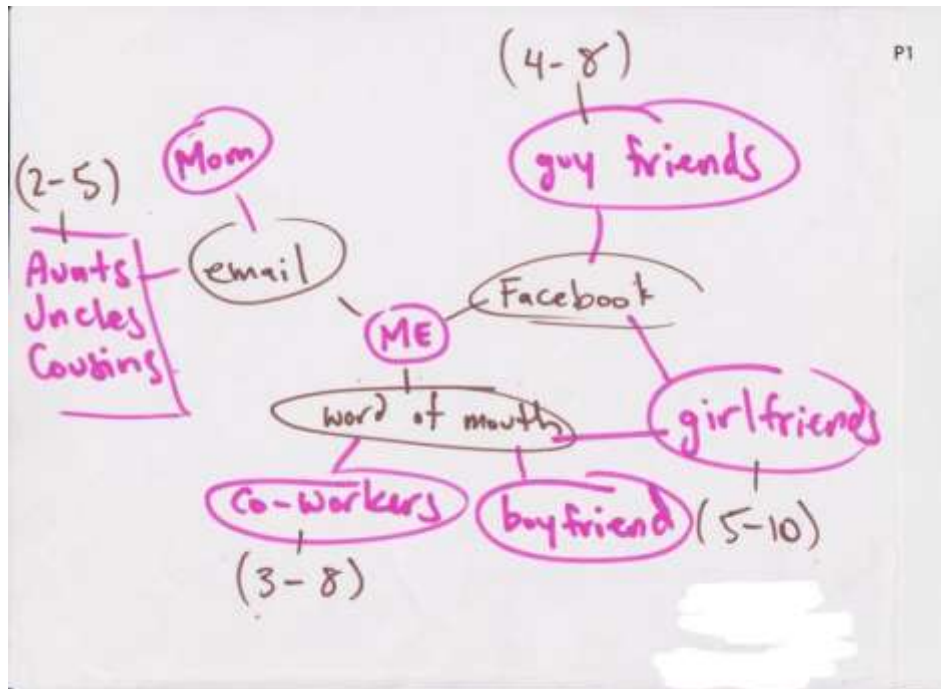 (4-8)
P1
Mom
guy friends
(2-5)
Aunts
Uncles
Cousins
email
Facebook
ME
word of mouth
girlfriends
co-workers
boyfriend
(5-10)
(3-8)